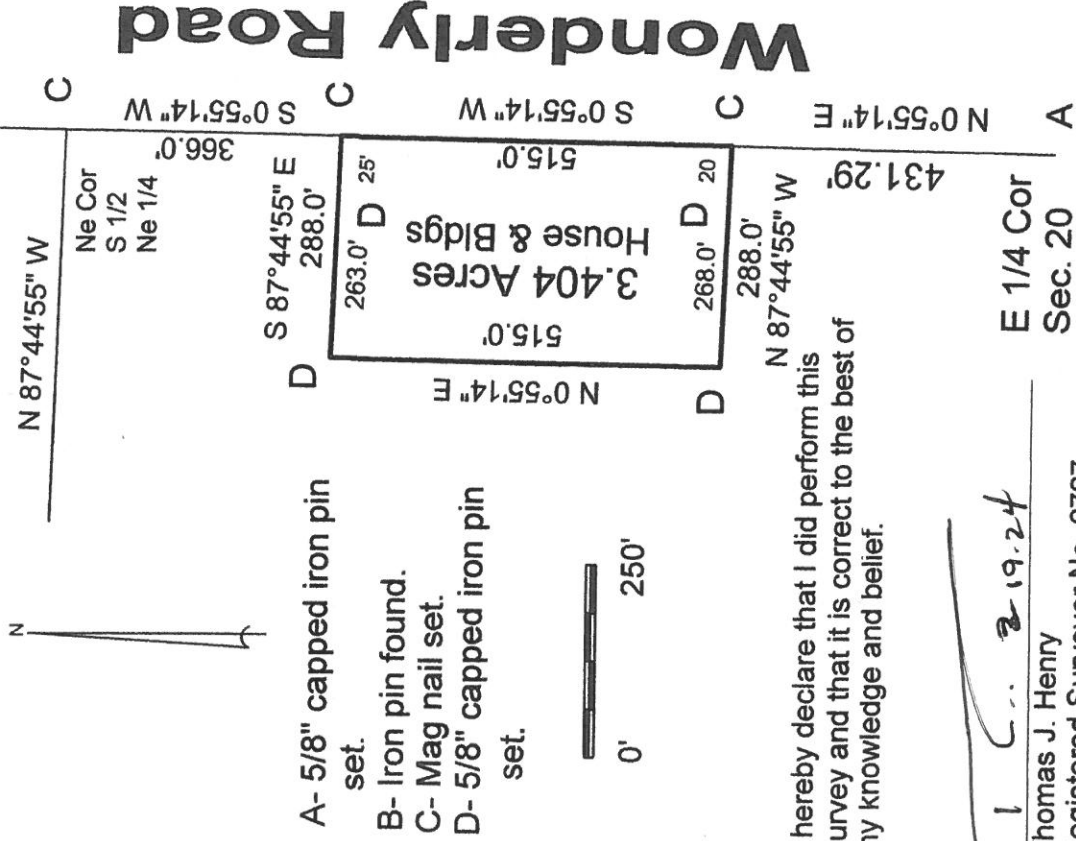 Wonderly Road
N 87°44'55" W
C
S 0°55'14" W
366.0'
Ne Cor
S 1/2
Ne 1/4
C
S 0°55'14" W
515.0'
S 87°44'55" E
288.0'
263.0'
D
25'
D
3.404 Acres
House & Bldgs
515.0'
N 0°55'14" E
268.0'
D
20
C
D
288.0'
N 87°44'55" W
N 0°55'14" E
431.29'
A
E 1/4 Cor
Sec. 20
N
A- 5/8" capped iron pin
set.
B- Iron pin found.
C- Mag nail set.
D- 5/8" capped iron pin
set.
0'
250'
hereby declare that I did perform this
urvey and that it is correct to the best of
ny knowledge and belief.
19.24
homas J. Henry
egistered Surveyor No.